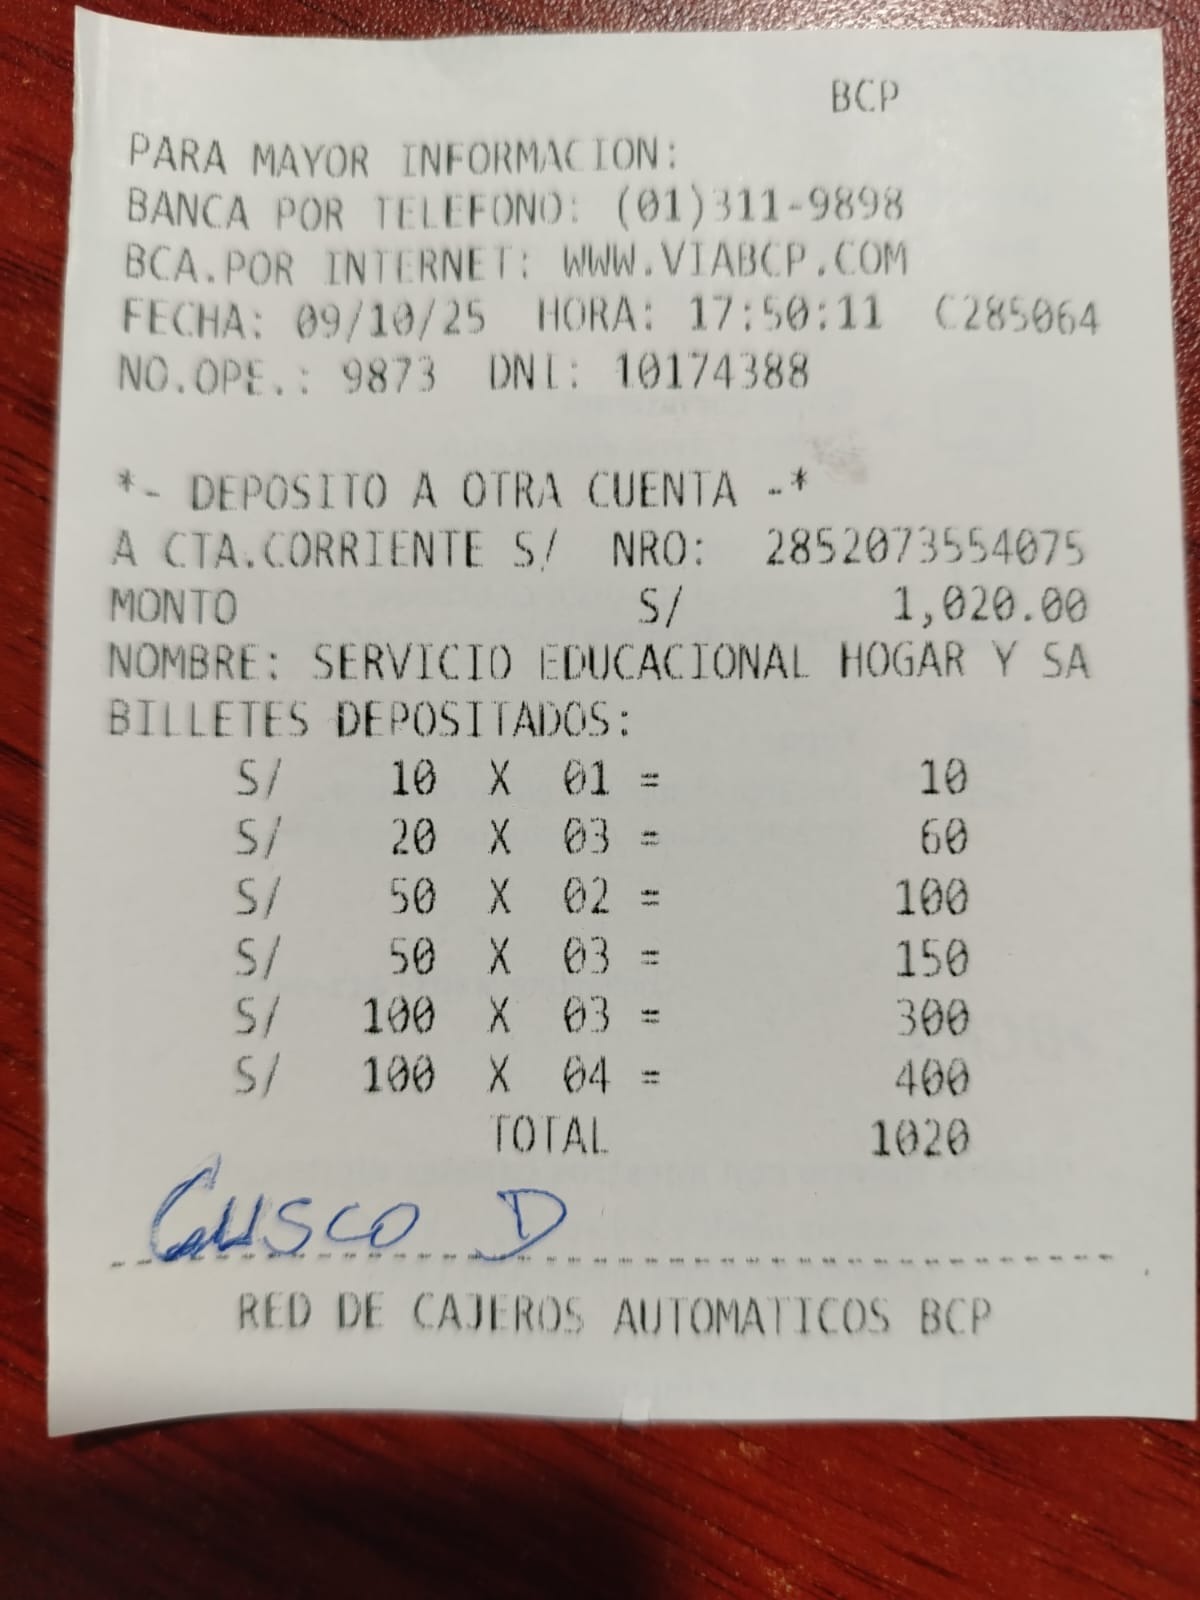 BCP
PARA MAYOR INFORMACION:
BANCA POR TELEFONO: (01)311-9898
BCA.POR INTERNET: WWW.VIABCP.COM
FECHA: 09/10/25 HORA: 17:50:11 C285064
NO.OPE.: 9873 DNI: 10174388
*- DEPOSITO A OTRA CUENTA -*
A CTA.CORRIENTE S/ NRO: 2852073554075
MONTO S/ 1,020.00
NOMBRE: SERVICIO EDUCACIONAL HOGAR Y SA
BILLETES DEPOSITADOS:
S/ 10 X 01 = 10
S/ 20 X 03 = 60
S/ 50 X 02 = 100
S/ 50 X 03 = 150
S/ 100 X 03 = 300
S/ 100 X 04 = 400
TOTAL 1020
CUSCO D
RED DE CAJEROS AUTOMATICOS BCP